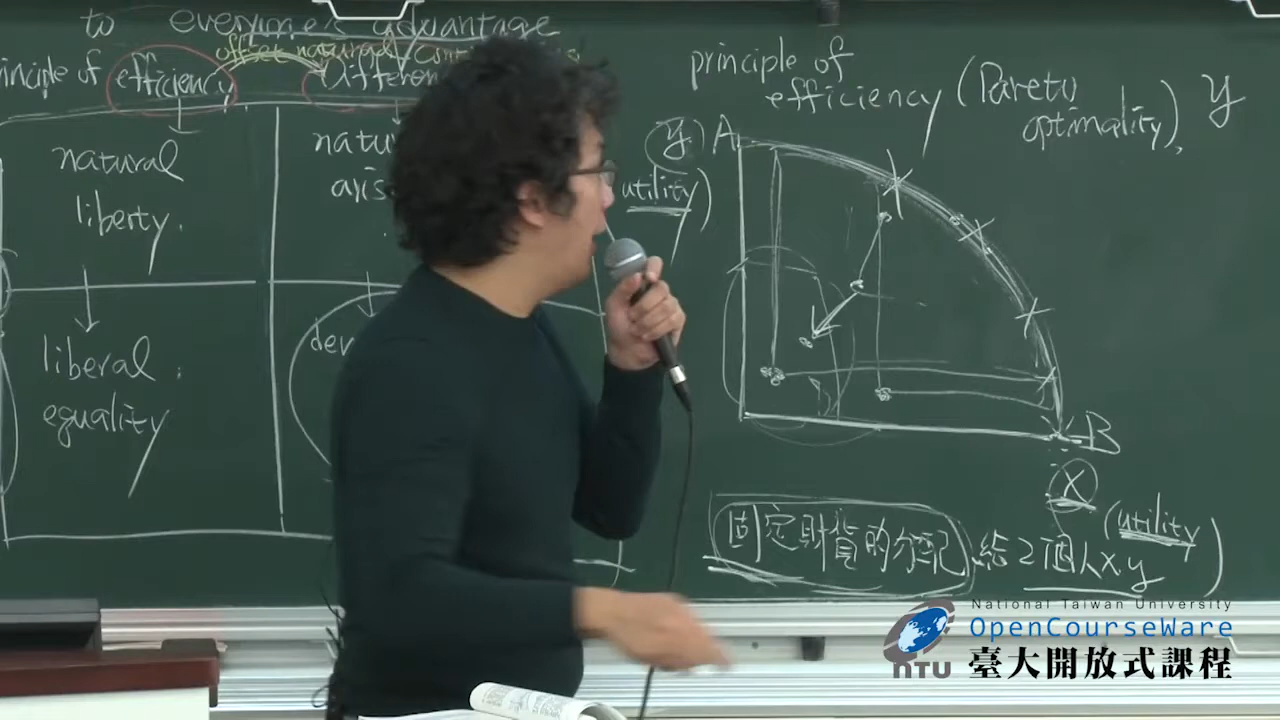 to everyone's advantage
offset natural
principle of efficiency
natural liberty.
liberal equality
principle of efficiency (Pareto optimality).
y
y
(utility)
A
B
x
(utility)
固定財貨的分配 給2個人x.y
National Taiwan University
OpenCourseWare
NTU
臺大開放式課程